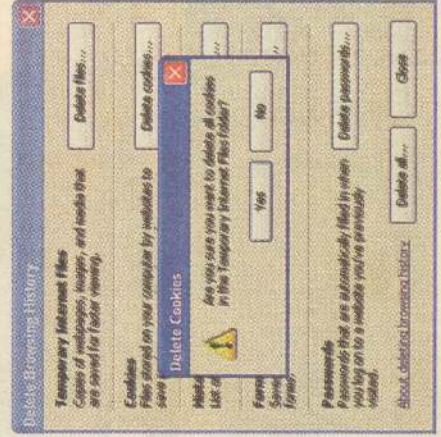 Delete Browsing History
Temporary Internet Files
Copies of webpages, images, and media that
are saved for faster viewing.
Delete files...
Cookies
Files stored on your computer by websites to
save
Delete cookies...
Delete Cookies
Are you sure you want to delete all cookies
in the Temporary Internet Files folder?
Yes
No
Passwords
Passwords that are automatically filled in when
you log on to a website you've previously
visited.
Delete passwords...
About deleting browsing history
Delete all...
Close